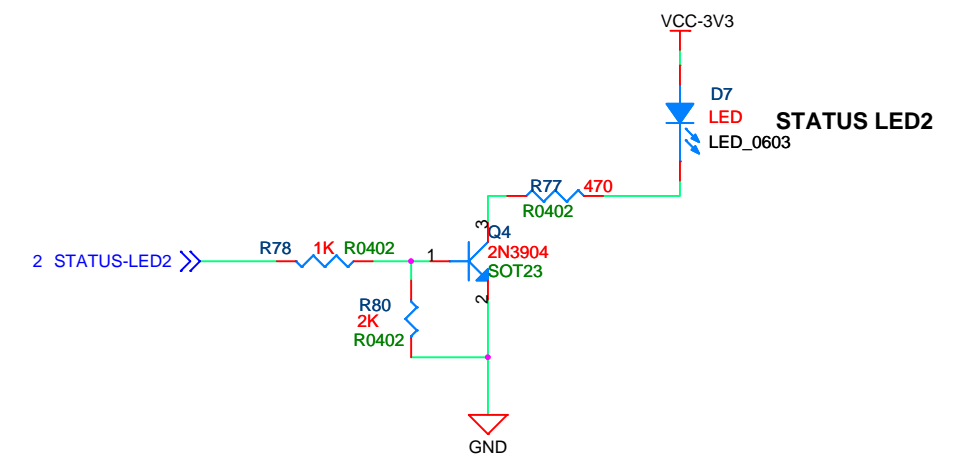 VCC-3V3
D7
LED
STATUS LED2
LED_0603
R77 470
R0402
3
Q4
2N3904
SOT23
2 STATUS-LED2
R78 1K R0402
1
2
R80
2K
R0402
GND